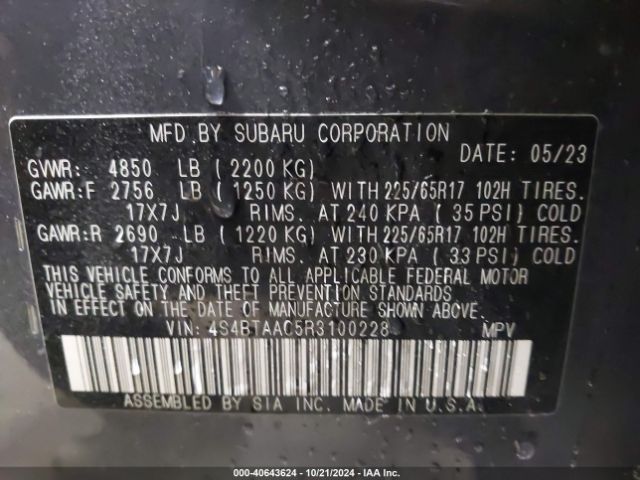 MFD. BY SUBARU CORPORATION
DATE: 05/23
GVWR: 4850 LB ( 2200 KG)
GAWR:F 2756 LB ( 1250 KG) WITH 225/65R17 102H TIRES.
17X7J RIMS. AT 240 KPA ( 35 PSI) COLD
GAWR:R 2690 LB ( 1220 KG) WITH 225/65R17 102H TIRES.
17X7J RIMS. AT 230 KPA ( 33 PSI) COLD
THIS VEHICLE CONFORMS TO ALL APPLICABLE FEDERAL MOTOR
VEHICLE SAFETY AND THEFT PREVENTION STANDARDS
IN EFFECT ON THE DATE OF MANUFACTURE SHOWN ABOVE.
VIN: 4S4BTAAC5R3100228 MPV
ASSEMBLED BY SIA INC. MADE IN U.S.A.
000-40643624 | 10/21/2024 - IAA Inc.